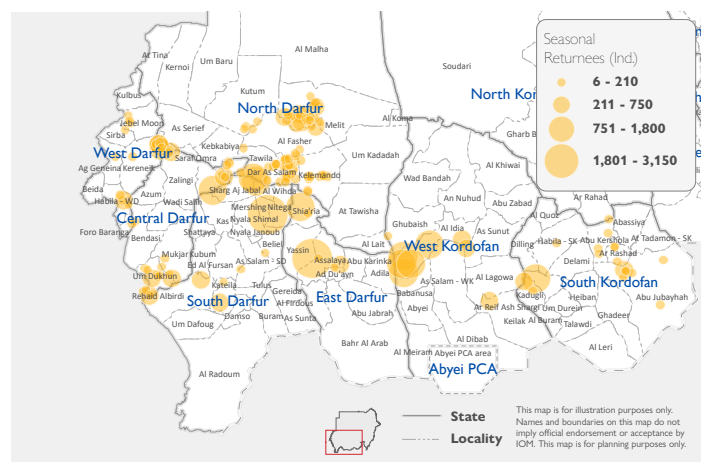 Seasonal
Returnees (Ind.)
6 - 210
211 - 750
751 - 1,800
1,801 - 3,150
Al Malha
At Tina
Um Baru
Kernoi
Soudari
Kulbus
Kutum
North Darfur
North Kor
Jebel Moon
Al Koma
Melit
Sirba
As Serief
Gharb B
Kebkabiya
Al Fasher
West Darfur
Saraf Omra
Tawila
Um Kadadah
Ag Geneina
Kereneik
Al Khiwai
Dar As Salam
Kelemando
Zalingi
Wad Bandah
Beida
Azum
Sharg Aj Jabal
Al Wihda
Ar Rahad
Habila - WD
Wadi Salih
An Nuhud
Abu Zabad
Mershing
Nitega
Shia'ria
At Tawisha
Al Quoz
Central Darfur
Kas
Nyala Shimal
Ghubaish
Abassiya
Foro Baranga
Shattaya
Nyala Janoub
Al Idia
As Sunut
Bendasi
Al Lait
West Kordofan
Dilling
Habila - SK
Abu Kershola
At Tadamon - SK
Mukjar
Kubum
Beliel
Yassin
Ar Rashad
Um Dukhun
Ed Al Fursan
As Salam - SD
Assalaya
Abu Karinka
Delami
Ad Du'ayn
Adila
As Salam - WK
Al Lagowa
South Kordofan
Kateila
Tulus
Rehaid Albirdi
South Darfur
Gereida
East Darfur
Babanusa
Kadugli
Heiban
Abu Jubayhah
Al Firdous
Abyei
Ar Reif Ash Shargi
Um Durein
Damso
Buram
As Sunta
Abu Jabrah
Ghadeer
Um Dafoug
Keilak
Al Buram
Talawdi
Bahr Al Arab
Al Dibab
Al Leri
Al Meiram
Abyei PCA area
Al Radoum
Abyei PCA
State
Locality
This map is for illustration purposes only.
Names and boundaries on this map do not
imply official endorsement or acceptance by
IOM. This map is for planning purposes only.